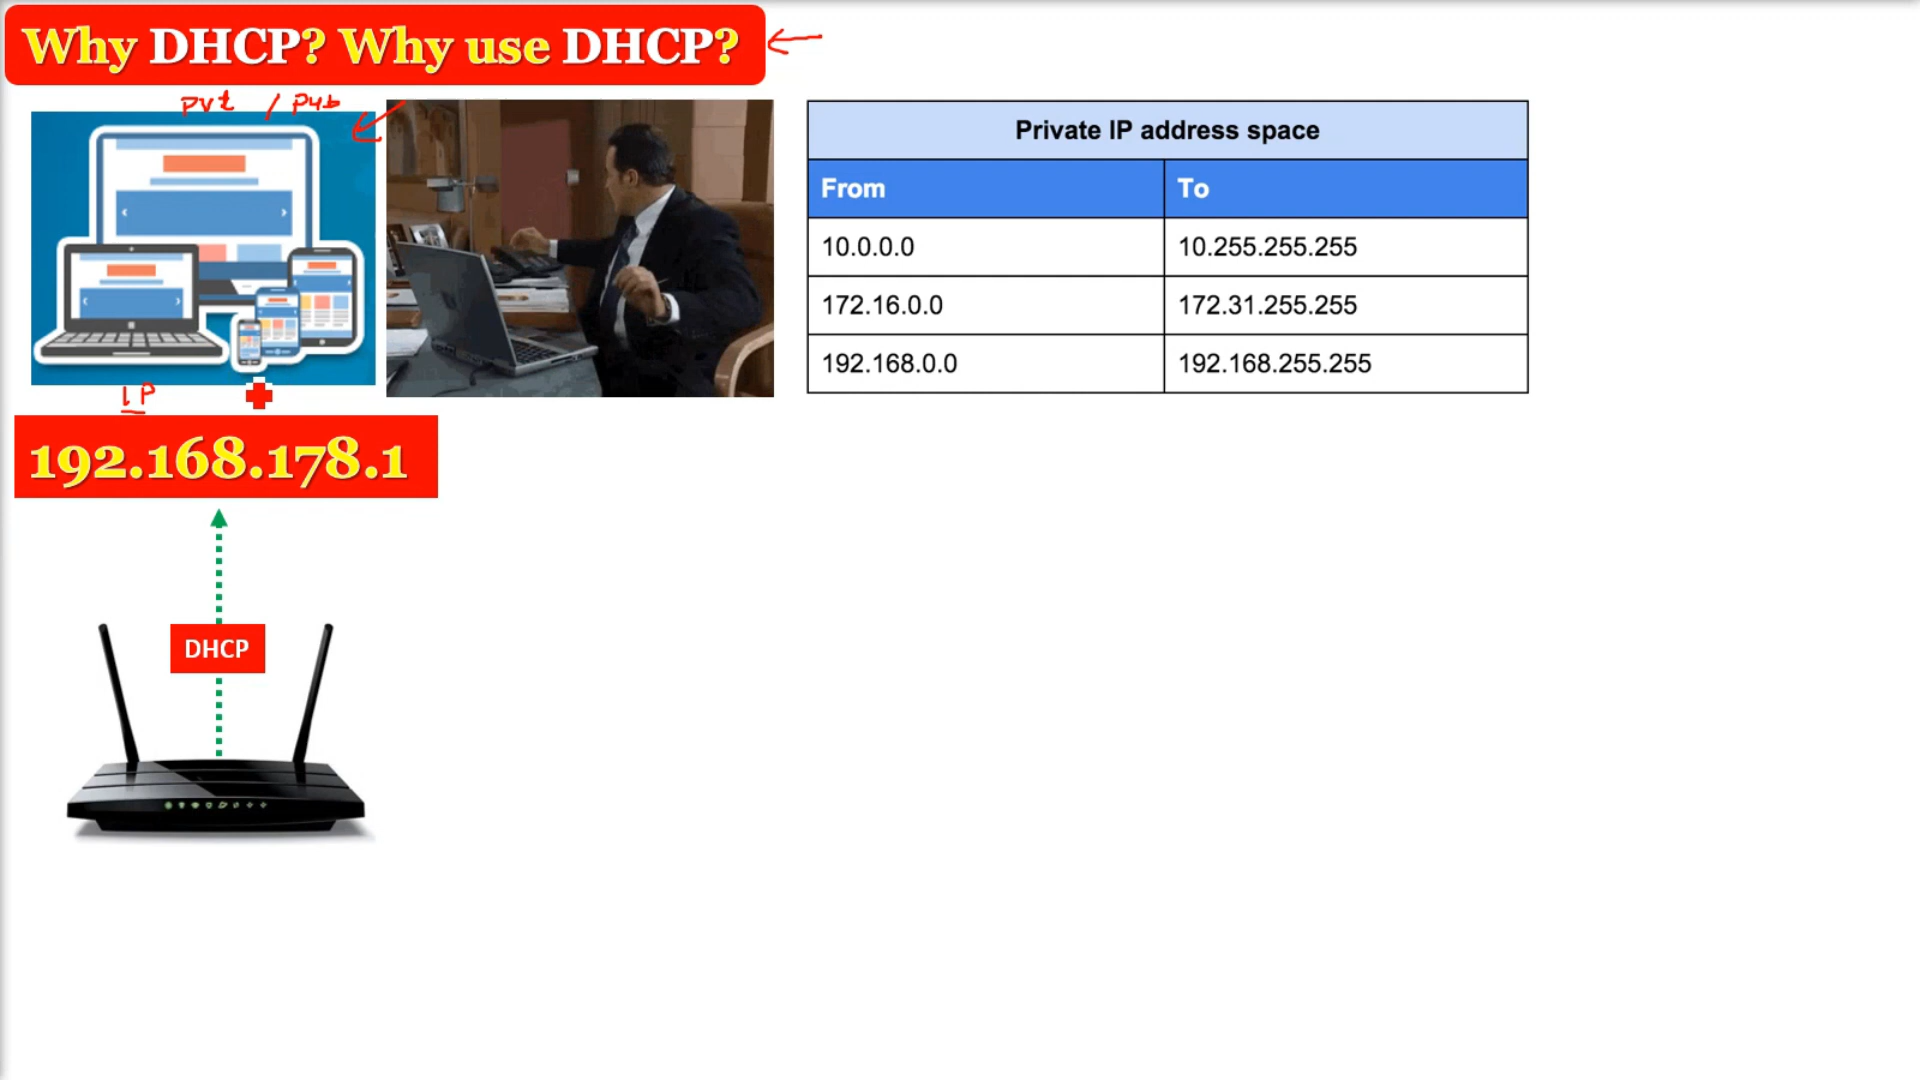 Why DHCP? Why use DHCP?
pvt / pub
Private IP address space
From To
10.0.0.0 10.255.255.255
172.16.0.0 172.31.255.255
192.168.0.0 192.168.255.255
IP
192.168.178.1
DHCP